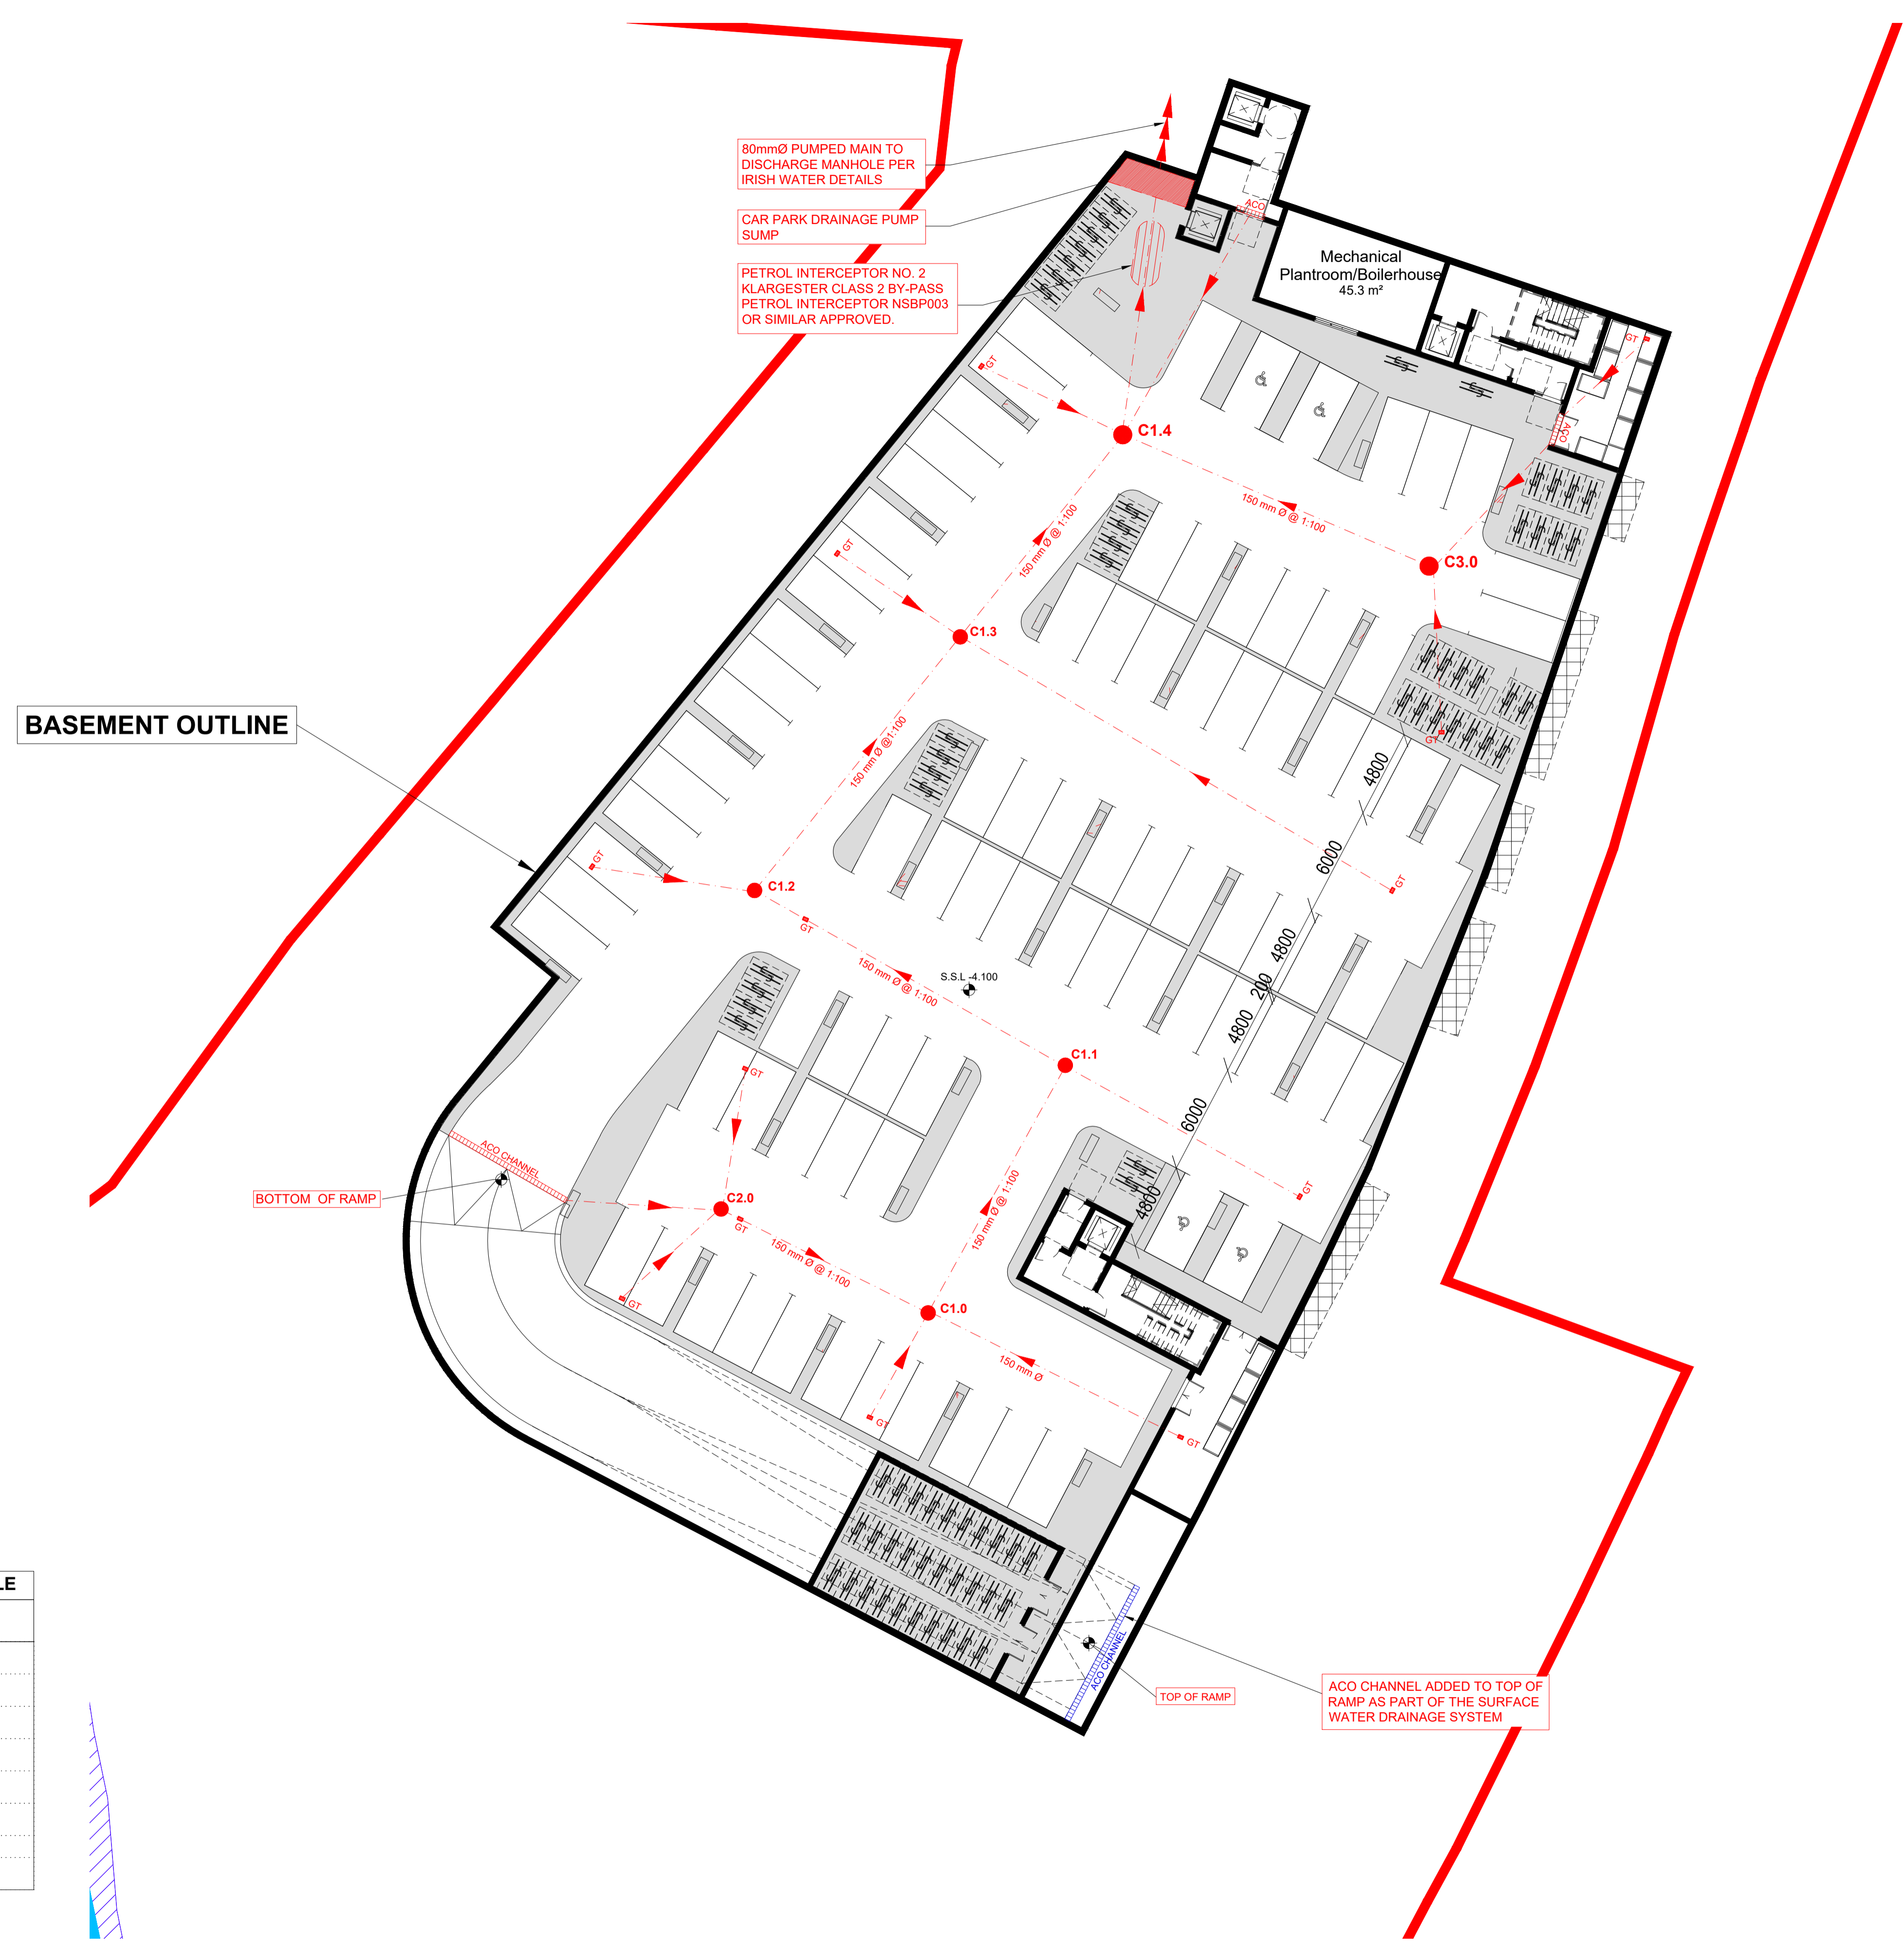 80mmØ PUMPED MAIN TO
DISCHARGE MANHOLE PER
IRISH WATER DETAILS
CAR PARK DRAINAGE PUMP
SUMP
PETROL INTERCEPTOR NO. 2
KLARGESTER CLASS 2 BY-PASS
PETROL INTERCEPTOR NSBP003
OR SIMILAR APPROVED.
ACO
Mechanical
Plantroom/Boilerhouse
45.3 m²
GT
GT
ACO
C1.4
150 mm Ø @ 1:100
150 mm Ø @ 1:100
GT
C3.0
C1.3
BASEMENT OUTLINE
150 mm Ø @1:100
GT
4800
6000
GT
C1.2
GT
GT
150 mm Ø @ 1:100
S.S.L -4.100
4800
200
4800
C1.1
GT
6000
ACO CHANNEL
BOTTOM OF RAMP
C2.0
GT
150 mm Ø @ 1:100
150 mm Ø @ 1:100
4800
GT
GT
C1.0
150 mm Ø
GT
GT
LE
ACO CHANNEL
TOP OF RAMP
ACO CHANNEL ADDED TO TOP OF
RAMP AS PART OF THE SURFACE
WATER DRAINAGE SYSTEM